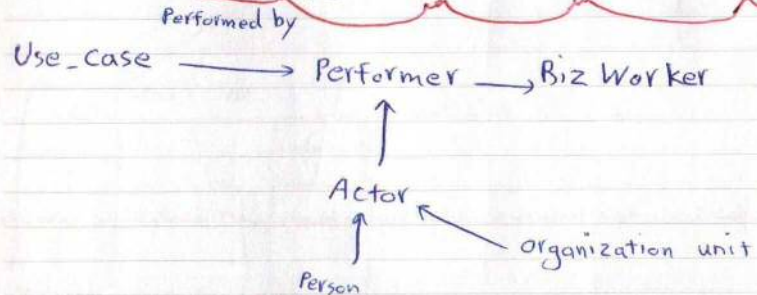 Performed by
Use_case Performer Biz Worker
Actor
organization unit
Person